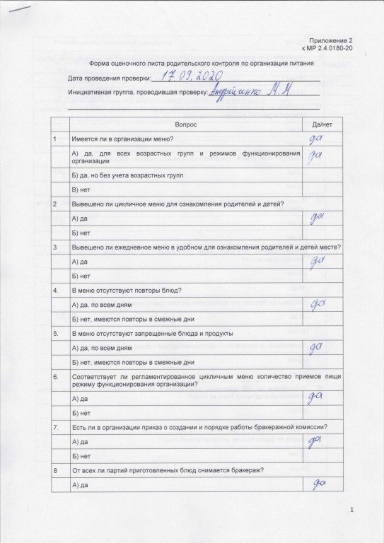 Приложение 2
к МР 2.4.0180-20
Форма оценочного листа родительского контроля по организации питания
Дата проведения проверки: 17.09.2020
Инициативная группа, проводившая проверку: М.М
Вопрос Да/нет
1 Имеется ли в организации меню? да
А) да, для всех возрастных групп и режимов функционирования да
организации
Б) да, но без учета возрастных групп
В) нет
2 Вывешено ли цикличное меню для ознакомления родителей и детей?
А) да да
Б) нет
3 Вывешено ли ежедневное меню в удобном для ознакомления родителей и детей месте?
А) да да
Б) нет
4. В меню отсутствуют повторы блюд?
А) да, по всем дням да
Б) нет, имеются повторы в смежные дни
5. В меню отсутствуют запрещенные блюда и продукты
А) да, по всем дням да
Б) нет, имеются повторы в смежные дни
6. Соответствует ли регламентированное цикличным меню количество приемов пищи
режиму функционирования организации?
А) да да
Б) нет
7. Есть ли в организации приказ о создании и порядке работы бракеражной комиссии?
А) да да
Б) нет
8 От всех ли партий приготовленных блюд снимается бракераж?
А) да да
1